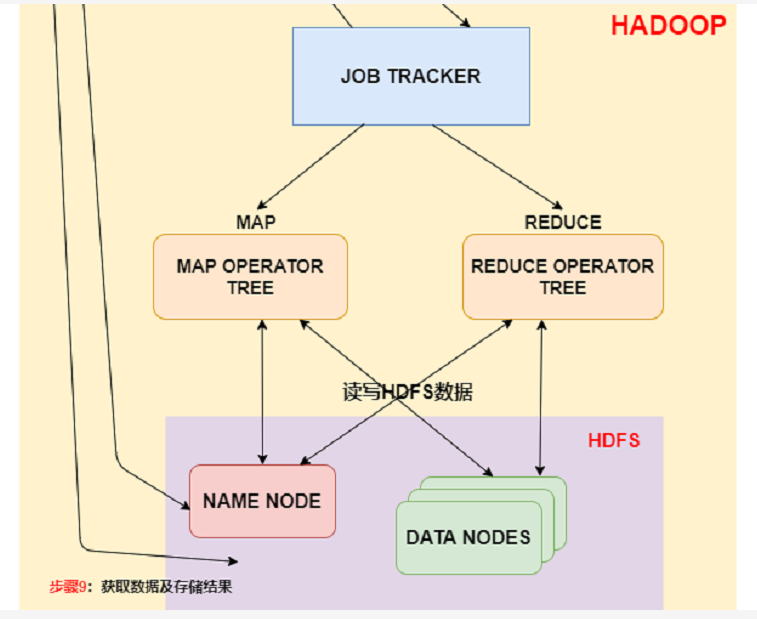 HADOOP
JOB TRACKER
MAP
REDUCE
MAP OPERATOR
TREE
REDUCE OPERATOR
TREE
读写HDFS数据
HDFS
NAME NODE
DATA NODES
步骤9：获取数据及存储结果